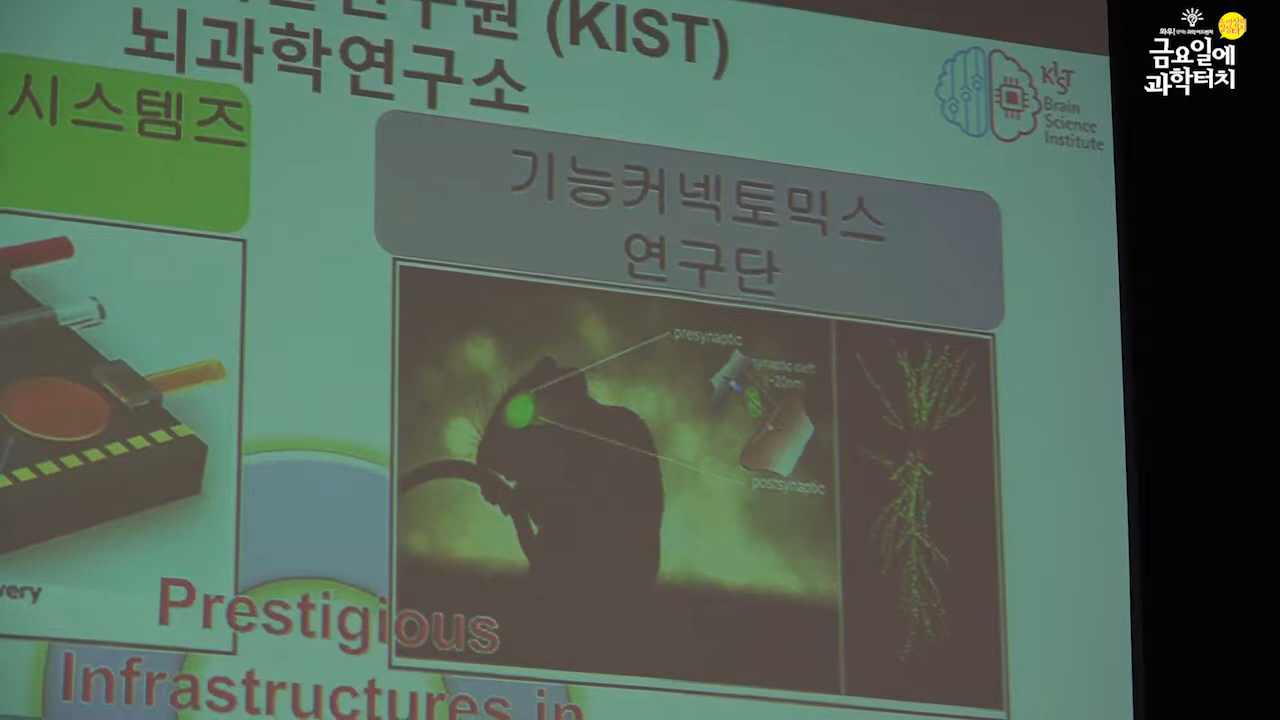 (KIST)
뇌과학연구소
시스템즈
KIST
Brain
Science
Institute
기능커넥토믹스
연구단
presynaptic
postsynaptic
very
Prestigious
Infrastructures in
금요일에
과학터치